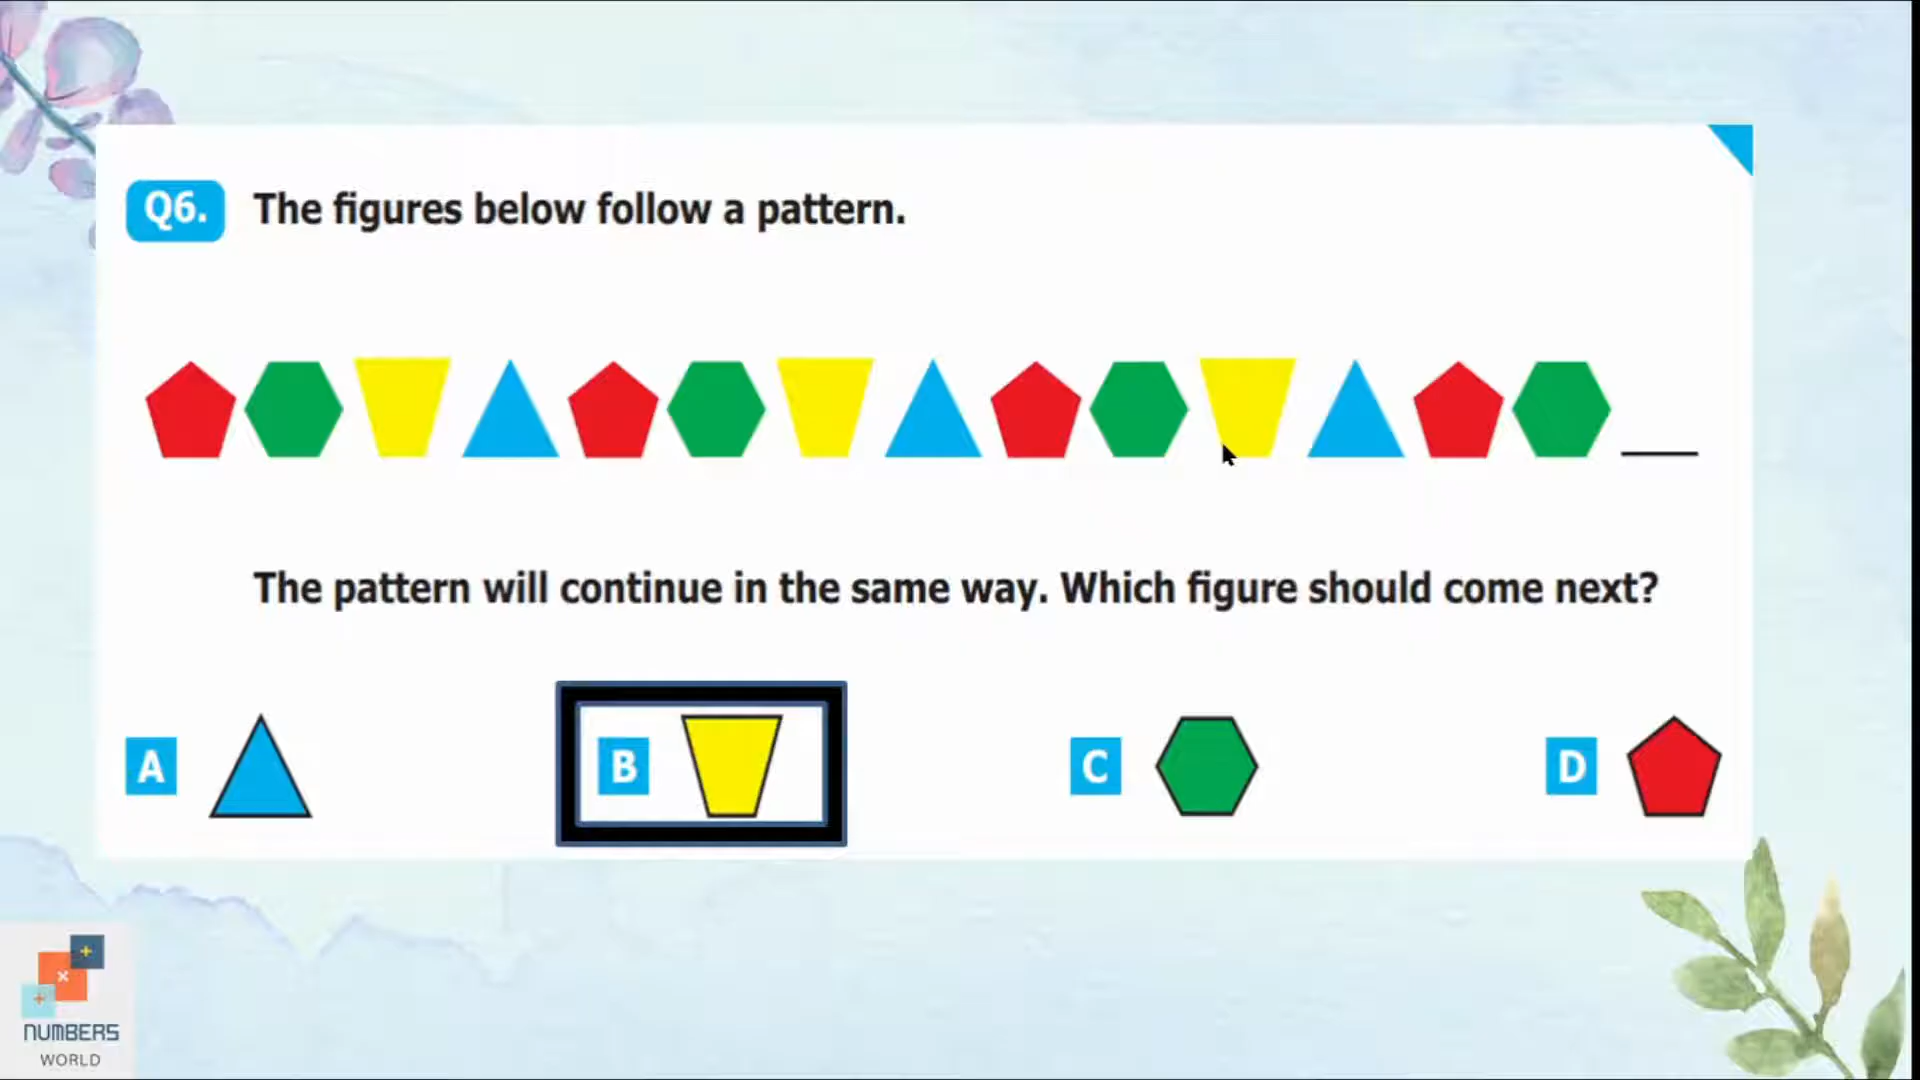 Q6. The figures below follow a pattern.
The pattern will continue in the same way. Which figure should come next?
A B C D
NUMBERS
WORLD